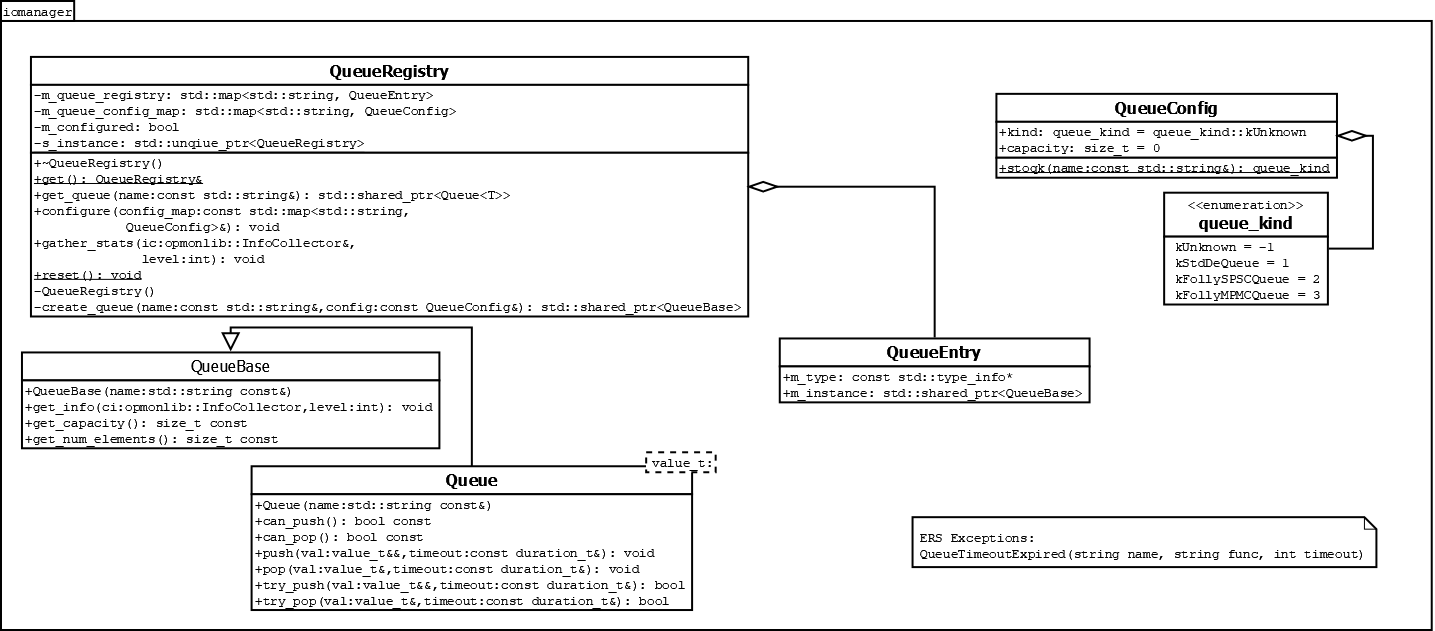 iomanager
QueueRegistry
-m_queue_registry: std::map<std::string, QueueEntry>
-m_queue_config_map: std::map<std::string, QueueConfig>
-m_configured: bool
-s_instance: std::unqiue_ptr<QueueRegistry>
+~QueueRegistry()
+get(): QueueRegistry&
+get_queue(name:const std::string&): std::shared_ptr<Queue<T>>
+configure(config_map:const std::map<std::string,
QueueConfig>&): void
+gather_stats(ic:opmonlib::InfoCollector&,
level:int): void
+reset(): void
-QueueRegistry()
-create_queue(name:const std::string&,config:const QueueConfig&): std::shared_ptr<QueueBase>
QueueConfig
+kind: queue_kind = queue_kind::kUnknown
+capacity: size_t = 0
+stoqk(name:const std::string&): queue_kind
<<enumeration>>
queue_kind
kUnknown = -1
kStdDeQueue = 1
kFollySPSCQueue = 2
kFollyMPMCQueue = 3
QueueBase
+QueueBase(name:std::string const&)
+get_info(ci:opmonlib::InfoCollector,level:int): void
+get_capacity(): size_t const
+get_num_elements(): size_t const
QueueEntry
+m_type: const std::type_info*
+m_instance: std::shared_ptr<QueueBase>
value_t:
Queue
+Queue(name:std::string const&)
+can_push(): bool const
+can_pop(): bool const
+push(val:value_t&&,timeout:const duration_t&): void
+pop(val:value_t&,timeout:const duration_t&): void
+try_push(val:value_t&&,timeout:const duration_t&): bool
+try_pop(val:value_t&,timeout:const duration_t&): bool
ERS Exceptions:
QueueTimeoutExpired(string name, string func, int timeout)